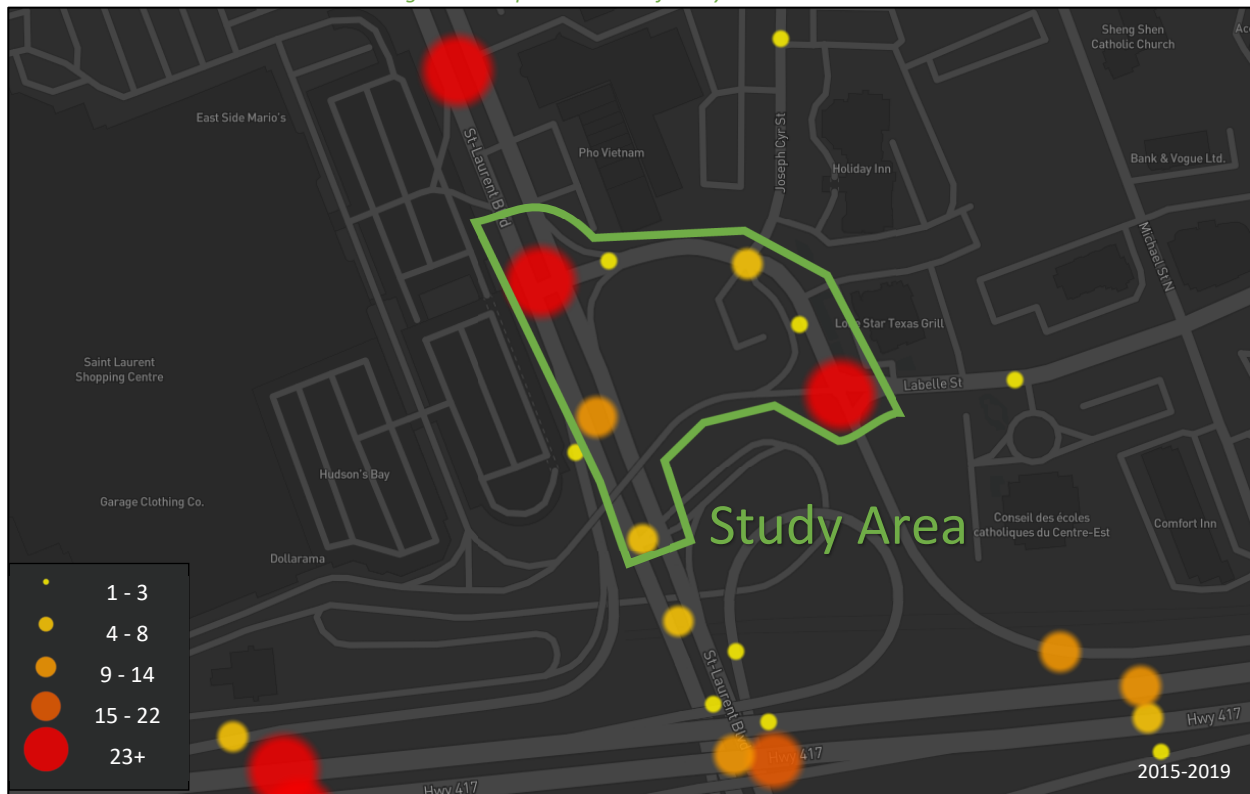 Sheng Shen
Catholic Church
East Side Mario's
St-Laurent Blvd
Pho Vietnam
Joseph Cyr St
Holiday Inn
Bank & Vogue Ltd.
St-Laurent Blvd
Michael St N
Lone Star Texas Grill
Saint Laurent
Shopping Centre
Labelle St
Hudson's Bay
Garage Clothing Co.
Study Area
Conseil des écoles
catholiques du Centre-Est
Comfort Inn
Dollarama
1 - 3
4 - 8
9 - 14
15 - 22
23+
St-Laurent Blvd
Hwy 417
Hwy 417
Hwy 417
2015-2019